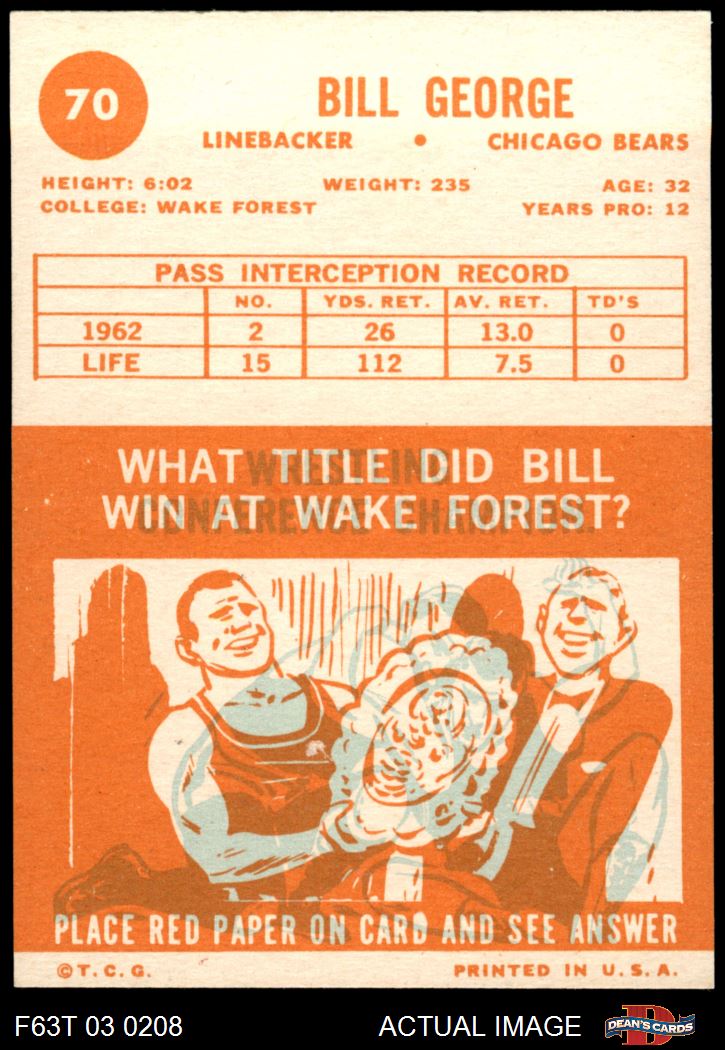 70
BILL GEORGE
LINEBACKER • CHICAGO BEARS
HEIGHT: 6:02 WEIGHT: 235 AGE: 32
COLLEGE: WAKE FOREST YEARS PRO: 12
PASS INTERCEPTION RECORD
NO. YDS. RET. AV. RET. TD'S
1962 2 26 13.0 0
LIFE 15 112 7.5 0
WHAT TITLE DID BILL
WRESTLING
WIN AT WAKE FOREST?
CONFERENCE CHAMPION.
PLACE RED PAPER ON CARD AND SEE ANSWER
©T.C.G. PRINTED IN U.S.A.
F63T 03 0208 ACTUAL IMAGE D DEAN'S CARDS